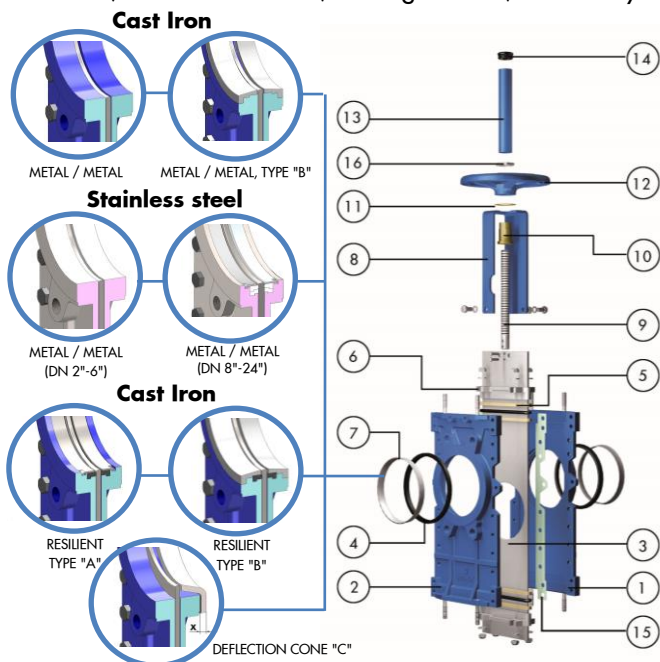 Cast Iron
METAL / METAL
METAL / METAL, TYPE "B"
Stainless steel
METAL / METAL
(DN 2"-6")
METAL / METAL
(DN 8"-24")
Cast Iron
RESILIENT
TYPE "A"
RESILIENT
TYPE "B"
x
DEFLECTION CONE "C"
14
13
16
12
11
8
10
9
6
5
7
4
3
2
1
15